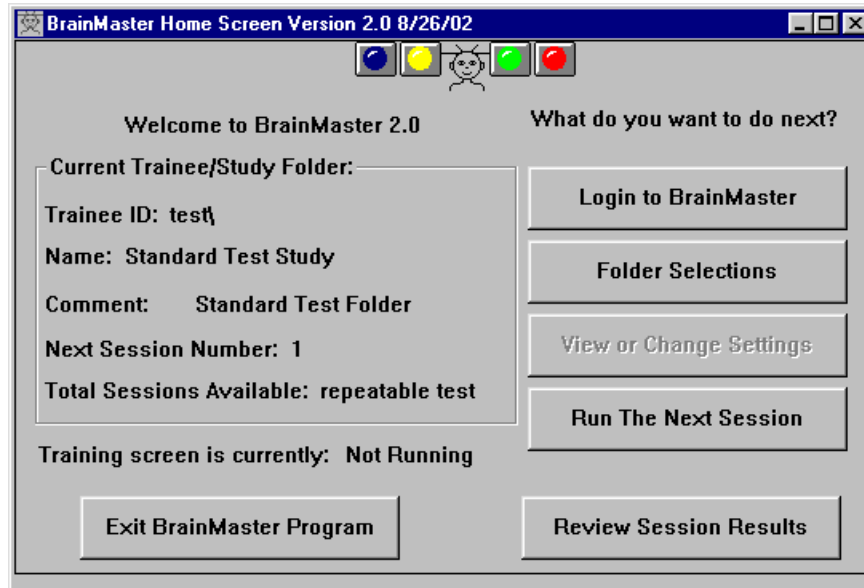 BrainMaster Home Screen Version 2.0 8/26/02
Welcome to BrainMaster 2.0
What do you want to do next?
Current Trainee/Study Folder:
Trainee ID: test\
Name: Standard Test Study
Comment: Standard Test Folder
Next Session Number: 1
Total Sessions Available: repeatable test
Login to BrainMaster
Folder Selections
View or Change Settings
Run The Next Session
Training screen is currently: Not Running
Exit BrainMaster Program
Review Session Results